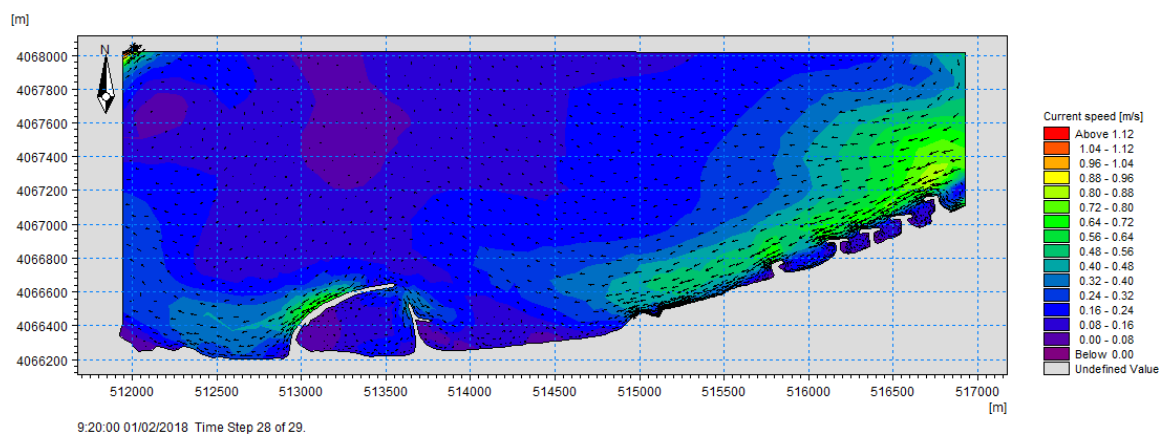 [m]
N
4068000
4067800
4067600
4067400
4067200
4067000
4066800
4066600
4066400
4066200
512000 512500 513000 513500 514000 514500 515000 515500 516000 516500 517000
[m]
9:20:00 01/02/2018 Time Step 28 of 29.
Current speed [m/s]
Above 1.12
1.04 - 1.12
0.96 - 1.04
0.88 - 0.96
0.80 - 0.88
0.72 - 0.80
0.64 - 0.72
0.56 - 0.64
0.48 - 0.56
0.40 - 0.48
0.32 - 0.40
0.24 - 0.32
0.16 - 0.24
0.08 - 0.16
0.00 - 0.08
Below 0.00
Undefined Value